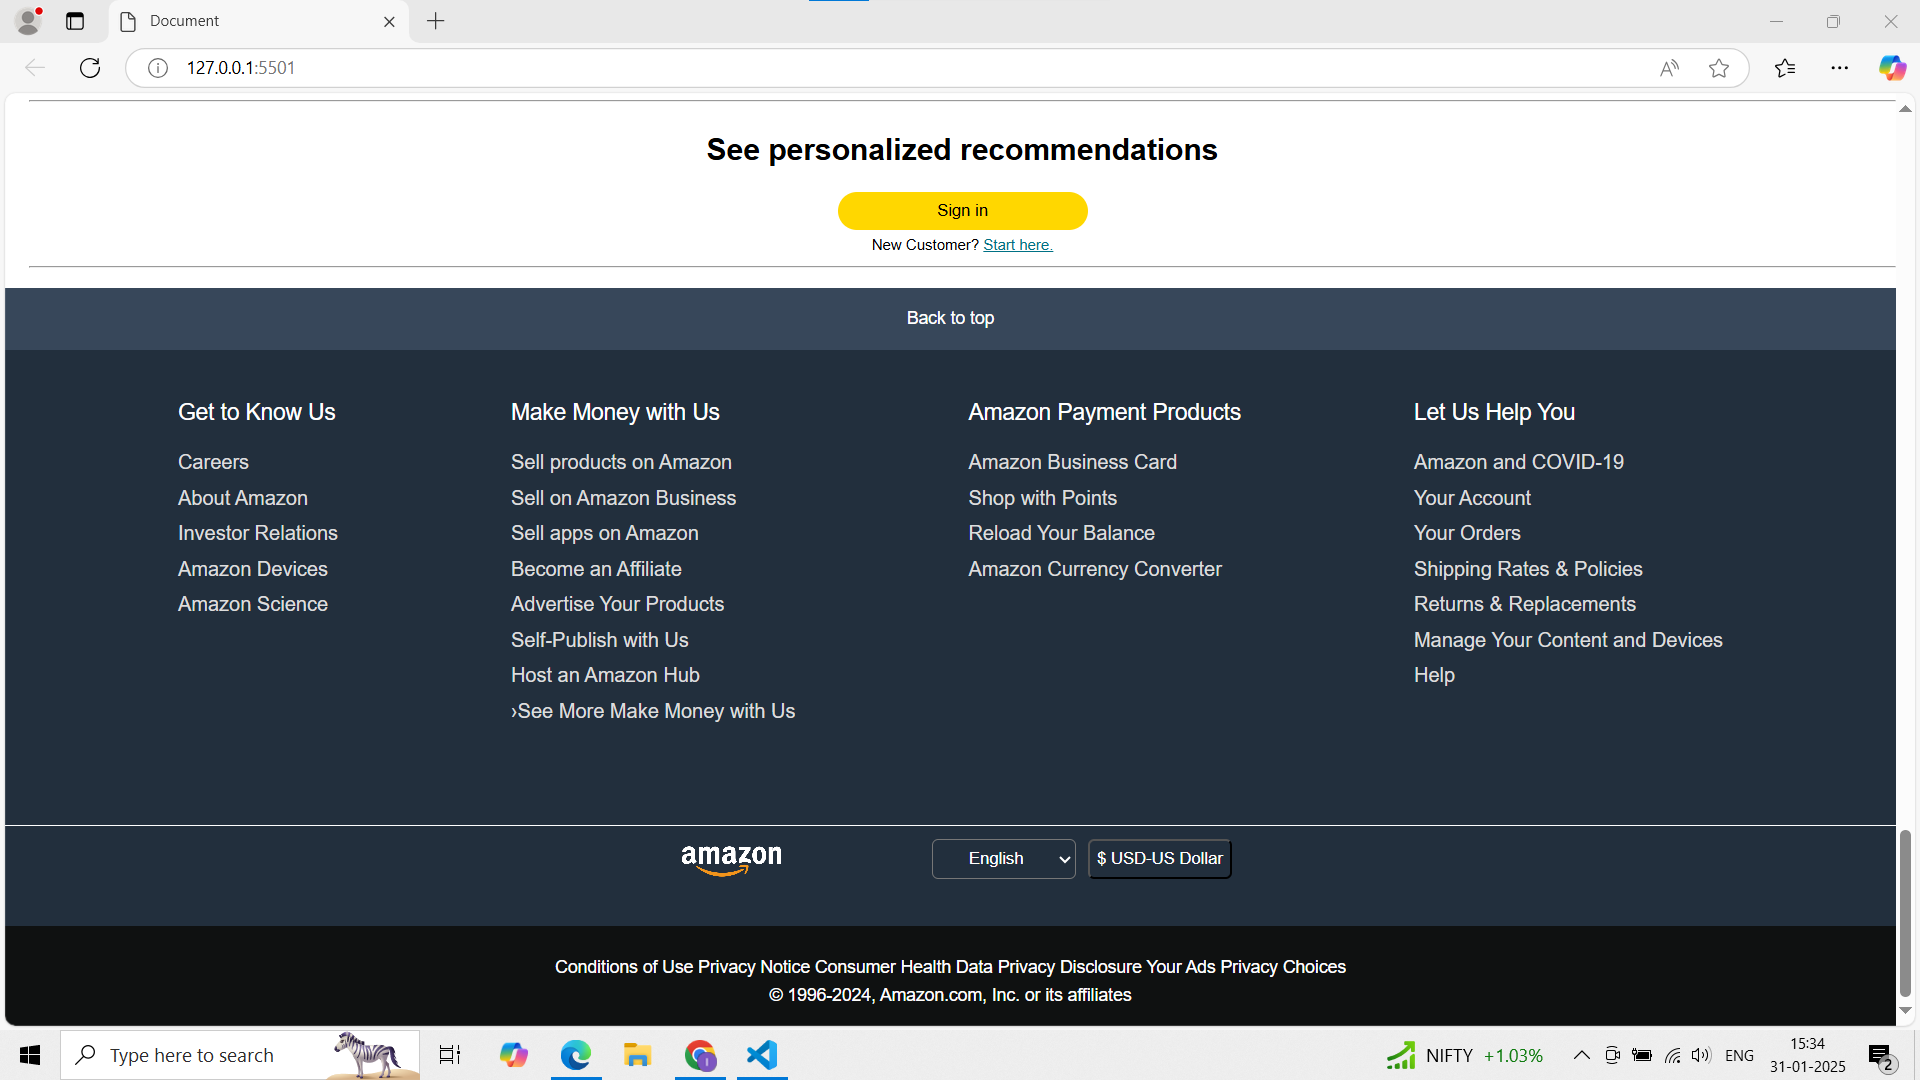 Document
127.0.0.1:5501
See personalized recommendations
Sign in
New Customer? Start here.
Back to top
Get to Know Us
Careers
About Amazon
Investor Relations
Amazon Devices
Amazon Science
Make Money with Us
Sell products on Amazon
Sell on Amazon Business
Sell apps on Amazon
Become an Affiliate
Advertise Your Products
Self-Publish with Us
Host an Amazon Hub
›See More Make Money with Us
Amazon Payment Products
Amazon Business Card
Shop with Points
Reload Your Balance
Amazon Currency Converter
Let Us Help You
Amazon and COVID-19
Your Account
Your Orders
Shipping Rates & Policies
Returns & Replacements
Manage Your Content and Devices
Help
amazon
English
$ USD-US Dollar
Conditions of Use Privacy Notice Consumer Health Data Privacy Disclosure Your Ads Privacy Choices
© 1996-2024, Amazon.com, Inc. or its affiliates
Type here to search
NIFTY +1.03%
ENG
15:34
31-01-2025
2